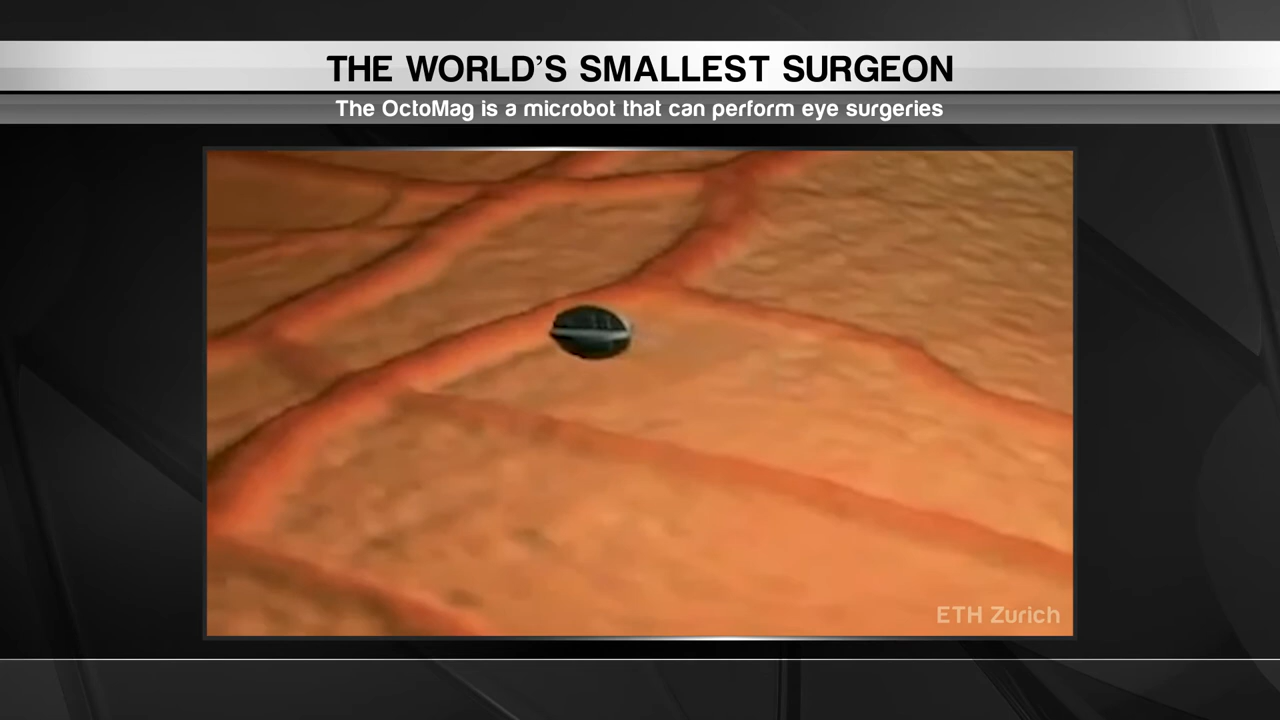 THE WORLD'S SMALLEST SURGEON
The OctoMag is a microbot that can perform eye surgeries
ETH Zurich